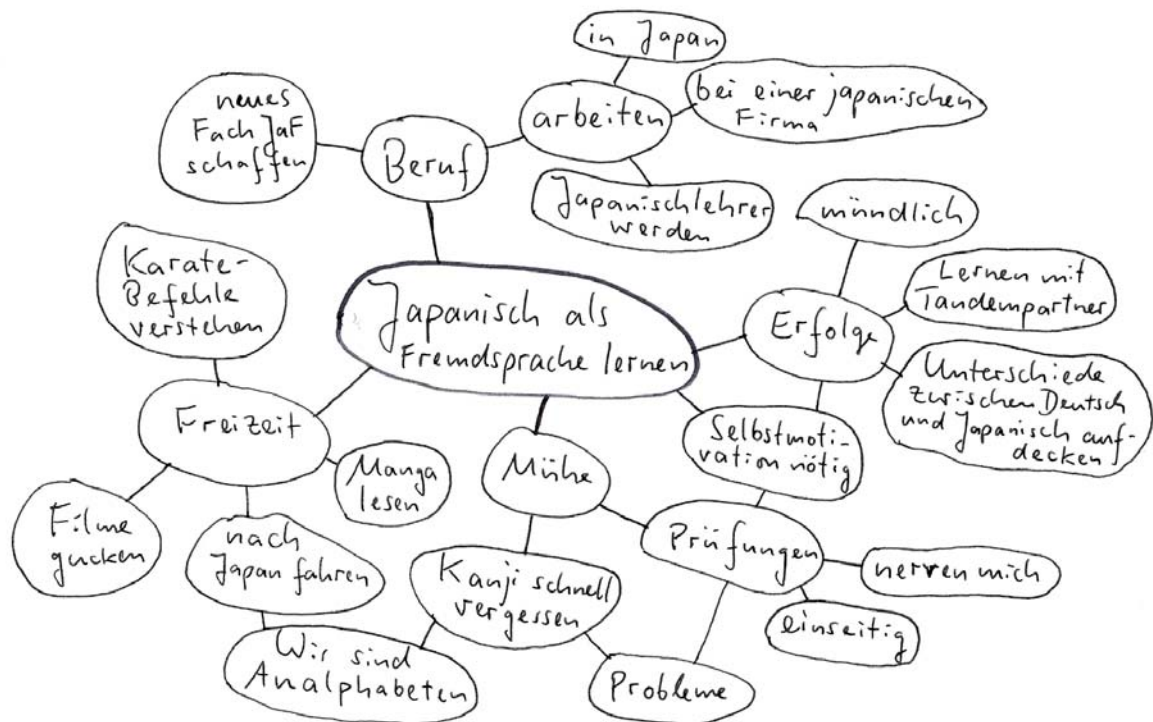 in Japan
neues
Fach JaF
schaffen
Beruf
arbeiten
bei einer japanischen
Firma
Japanischlehrer
werden
mündlich
Karate-
Befehle
verstehen
Japanisch als
Fremdsprache lernen
Erfolge
Lernen mit
Tandempartner
Unterschiede
zwischen Deutsch
und Japanisch auf-
decken
Freizeit
Manga
lesen
Mühe
Selbstmoti-
vation nötig
Filme
gucken
nach
Japan fahren
Kanji schnell
vergessen
Prüfungen
nerven mich
einseitig
Wir sind
Analphabeten
Probleme